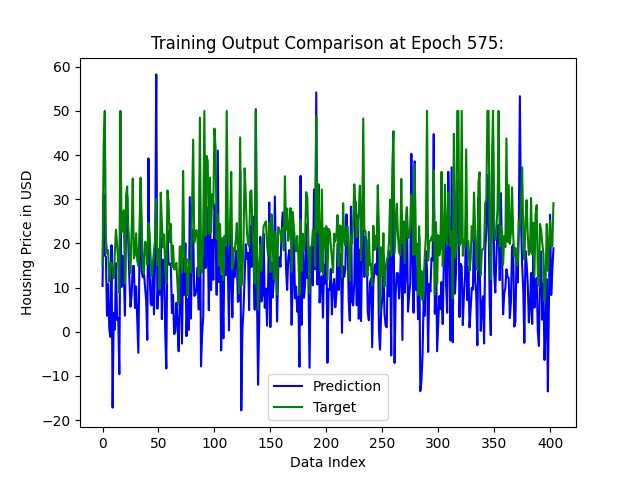 Training Output Comparison at Epoch 575:
Housing Price in USD
60
50
40
30
20
10
0
−10
−20
Prediction
Target
0 50 100 150 200 250 300 350 400
Data Index